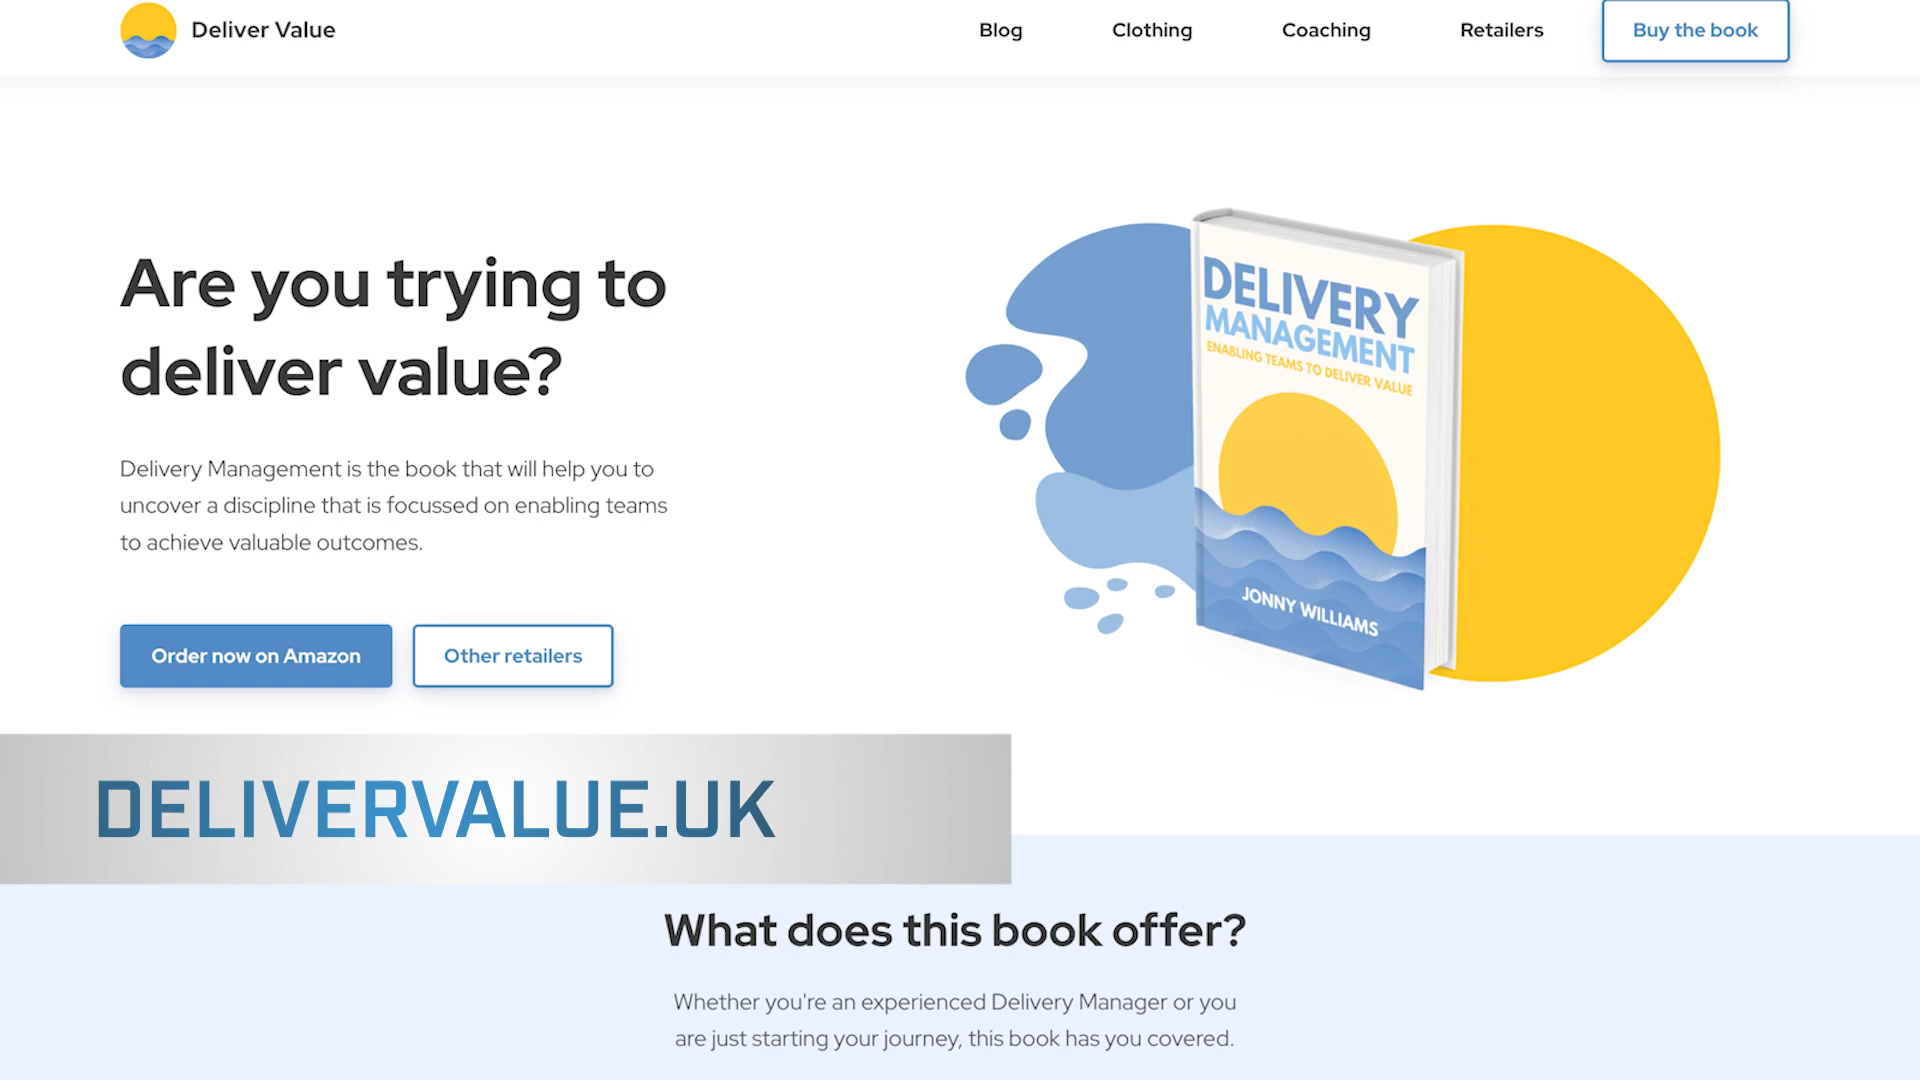 Deliver Value
Blog
Clothing
Coaching
Retailers
Buy the book
Are you trying to
deliver value?
Delivery Management is the book that will help you to
uncover a discipline that is focussed on enabling teams
to achieve valuable outcomes.
Order now on Amazon
Other retailers
DELIVERY
MANAGEMENT
ENABLING TEAMS TO DELIVER VALUE
JONNY WILLIAMS
DELIVERVALUE.UK
What does this book offer?
Whether you're an experienced Delivery Manager or you
are just starting your journey, this book has you covered.